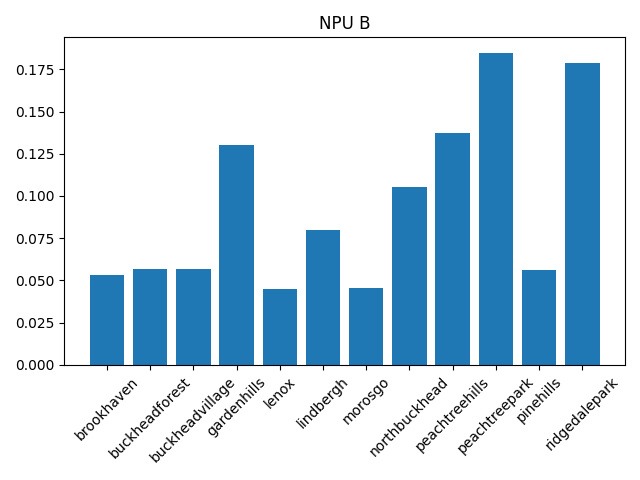 NPU B
0.175
0.150
0.125
0.100
0.075
0.050
0.025
0.000
brookhaven
buckheadforest
buckheadvillage
gardenhills
lenox
lindbergh
morosgo
northbuckhead
peachtreehills
peachtreepark
pinehills
ridgedalepark